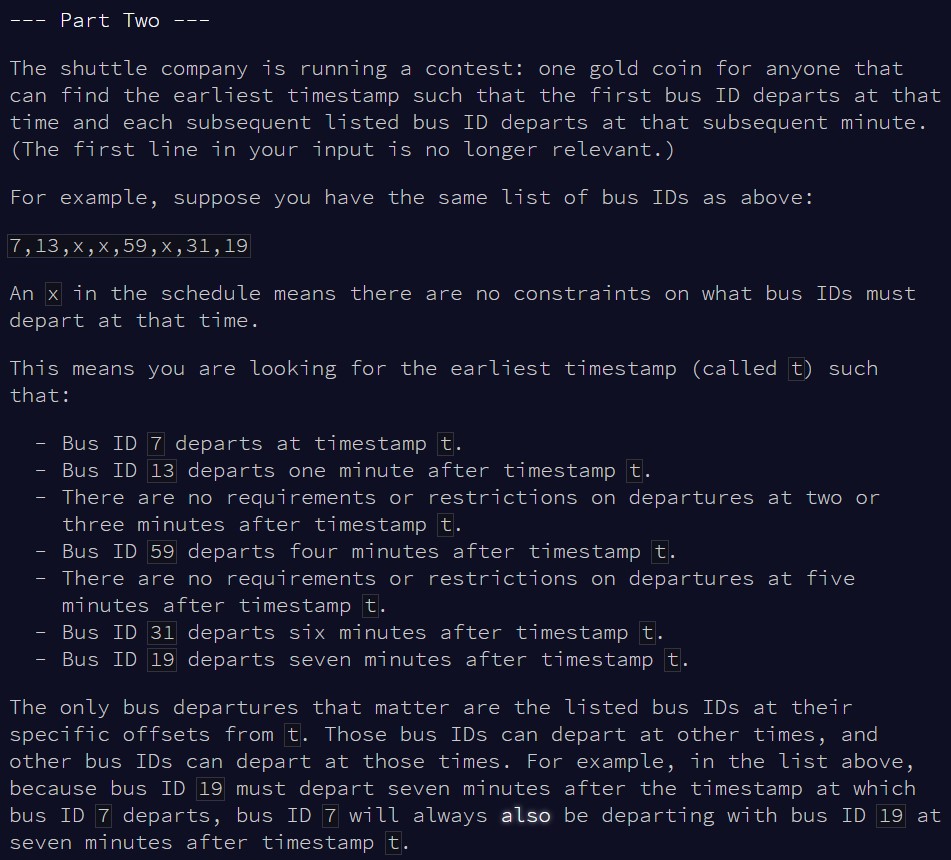 --- Part Two ---
The shuttle company is running a contest: one gold coin for anyone that
can find the earliest timestamp such that the first bus ID departs at that
time and each subsequent listed bus ID departs at that subsequent minute.
(The first line in your input is no longer relevant.)
For example, suppose you have the same list of bus IDs as above:
7,13,x,x,59,x,31,19
An x in the schedule means there are no constraints on what bus IDs must
depart at that time.
This means you are looking for the earliest timestamp (called t) such
that:
- Bus ID 7 departs at timestamp t.
- Bus ID 13 departs one minute after timestamp t.
- There are no requirements or restrictions on departures at two or
three minutes after timestamp t.
- Bus ID 59 departs four minutes after timestamp t.
- There are no requirements or restrictions on departures at five
minutes after timestamp t.
- Bus ID 31 departs six minutes after timestamp t.
- Bus ID 19 departs seven minutes after timestamp t.
The only bus departures that matter are the listed bus IDs at their
specific offsets from t. Those bus IDs can depart at other times, and
other bus IDs can depart at those times. For example, in the list above,
because bus ID 19 must depart seven minutes after the timestamp at which
bus ID 7 departs, bus ID 7 will always also be departing with bus ID 19 at
seven minutes after timestamp t.